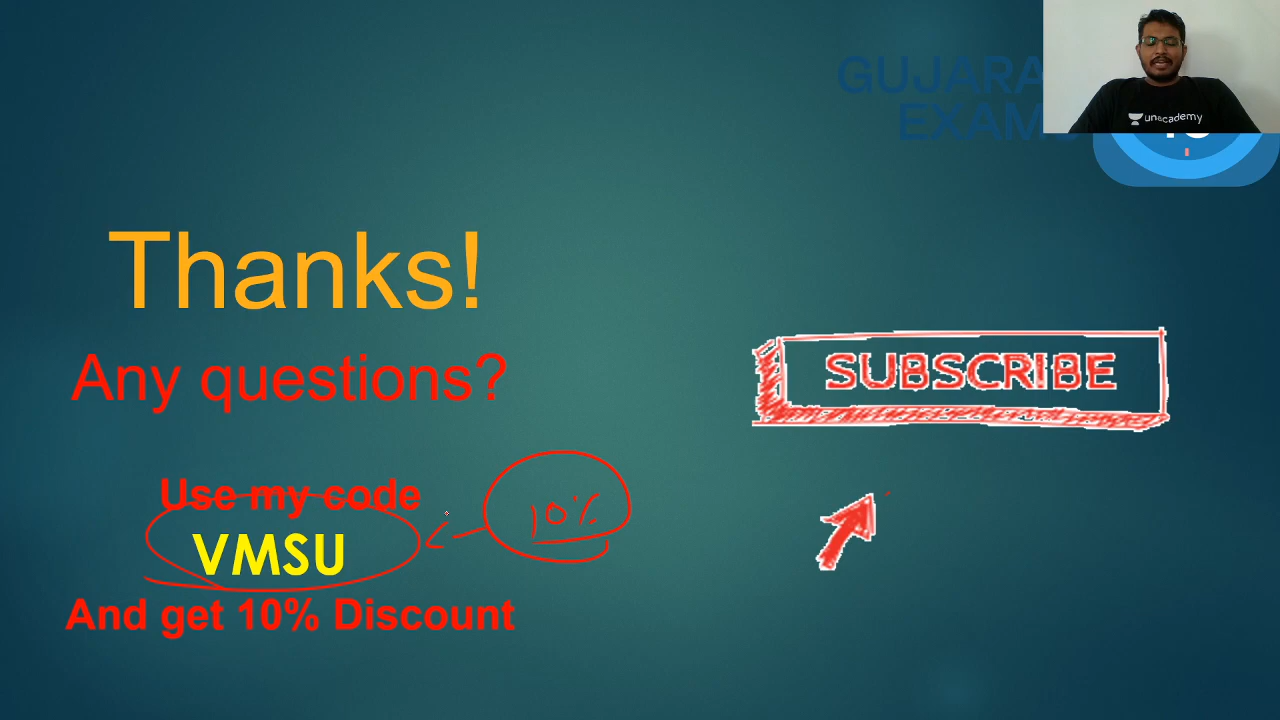 GUJARA
EXAM
unacademy
Thanks!
Any questions?
SUBSCRIBE
Use my code
10%
VMSU
And get 10% Discount